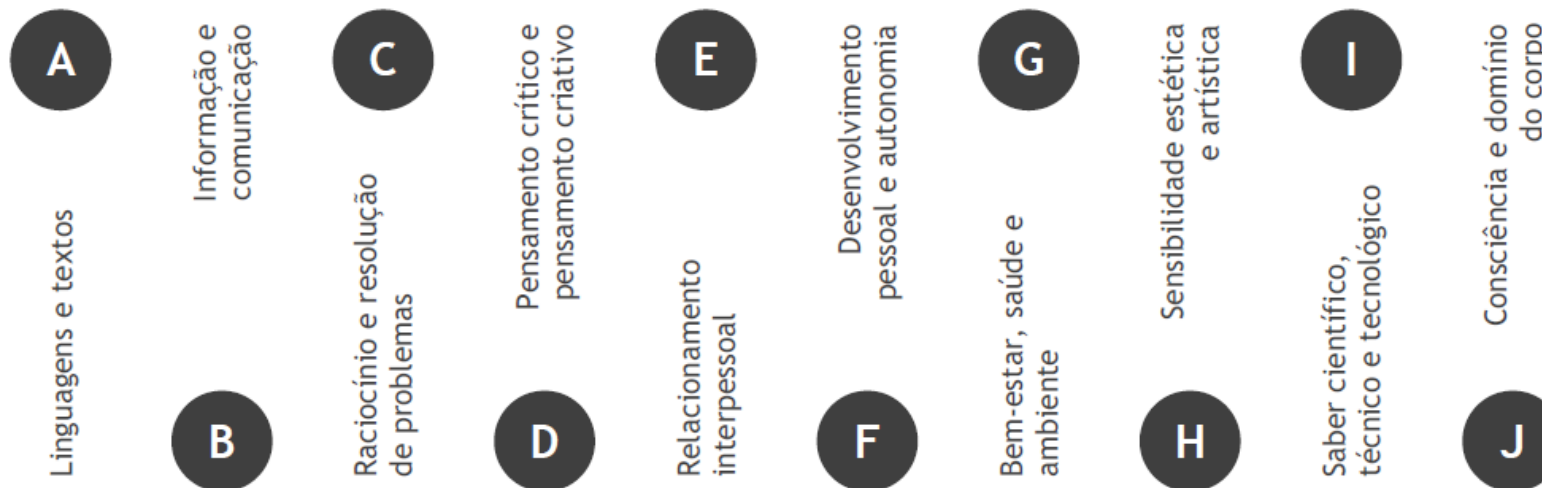 A
Linguagens e textos
Informação e
comunicação
B
C
Raciocínio e resolução
de problemas
Pensamento crítico e
pensamento criativo
D
E
Relacionamento
interpessoal
Desenvolvimento
pessoal e autonomia
F
G
Bem-estar, saúde e
ambiente
Sensibilidade estética
e artística
H
I
Saber científico,
técnico e tecnológico
Consciência e domínio
do corpo
J